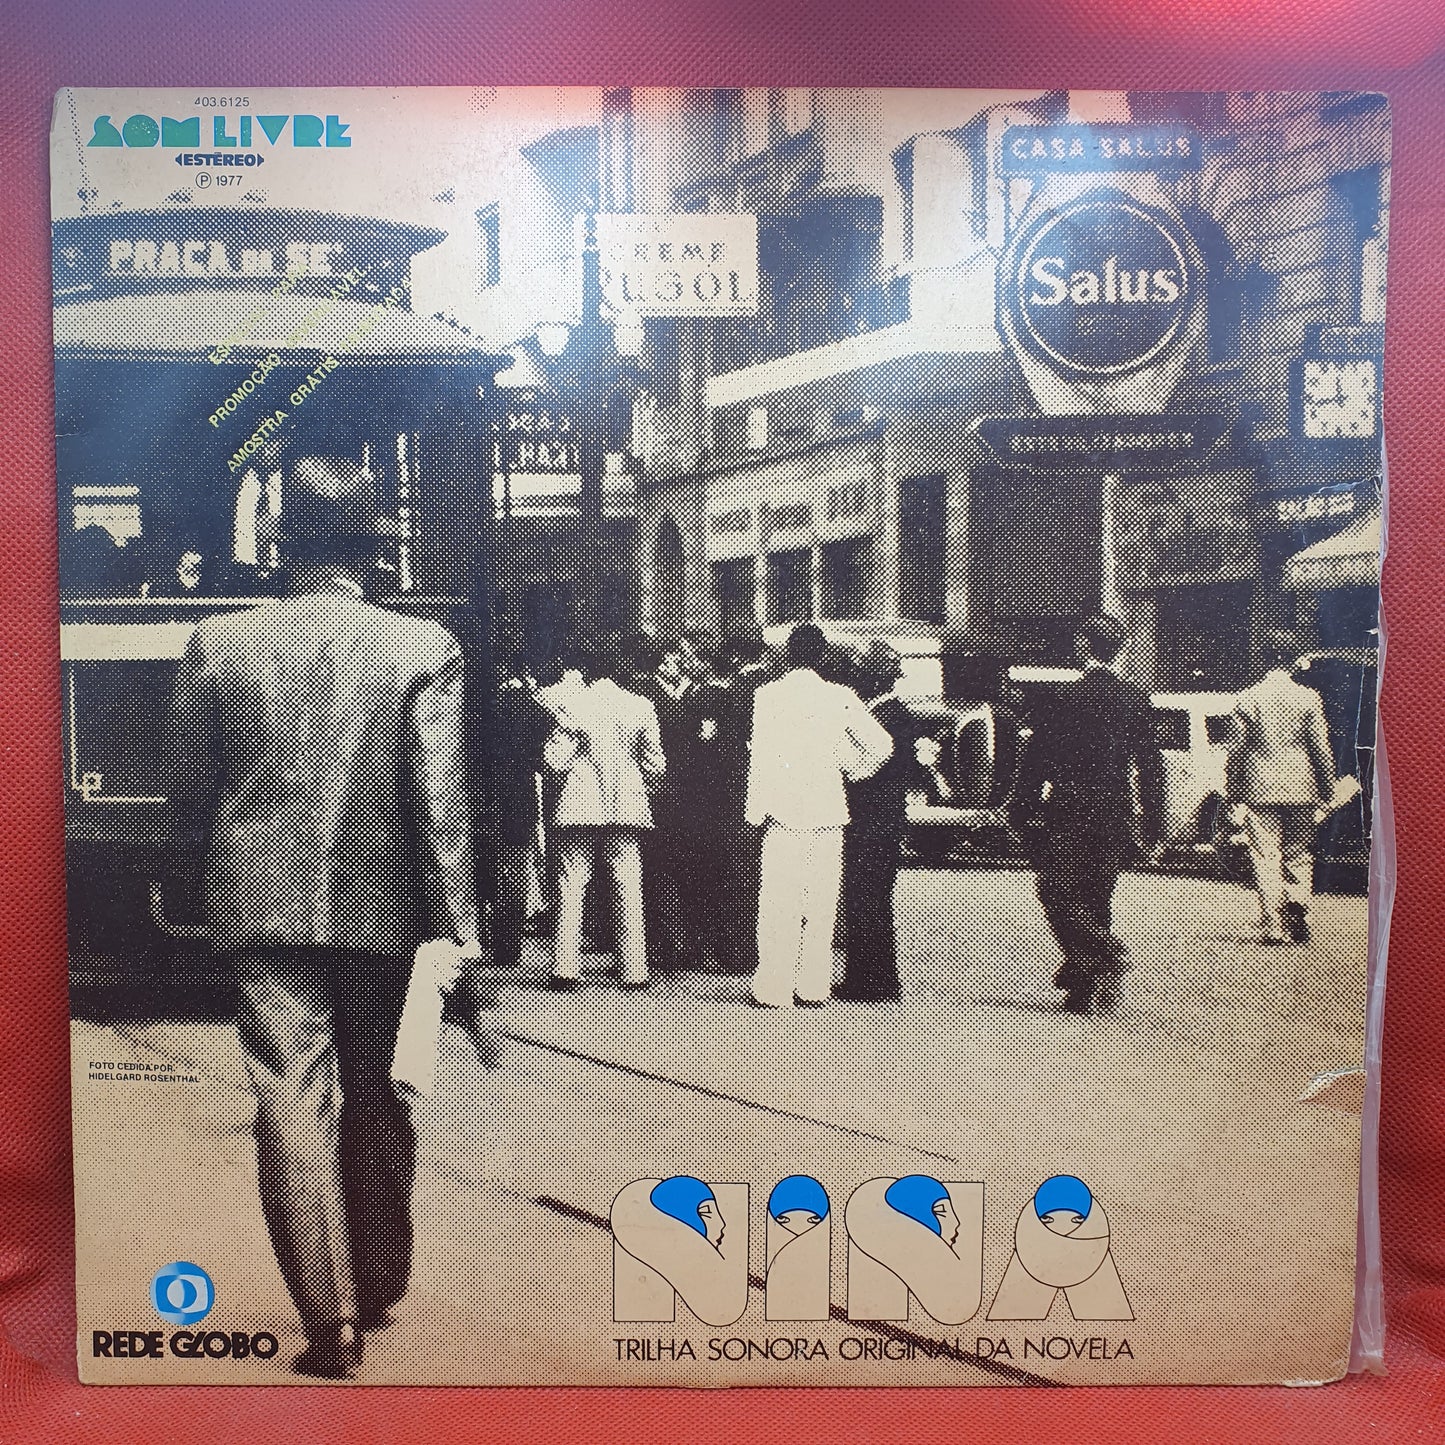 403.6125
SOM LIVRE
ESTÉREO
Ⓟ 1977
PRAÇA DA SÉ
CASA SALUS
CREME
RUGOL
Salus
PROMOÇÃO
AMOSTRA GRÁTIS
FOTO CEDIDA POR
HIDELGARD ROSENTHAL
NINA
TRILHA SONORA ORIGINAL DA NOVELA
REDE GLOBO